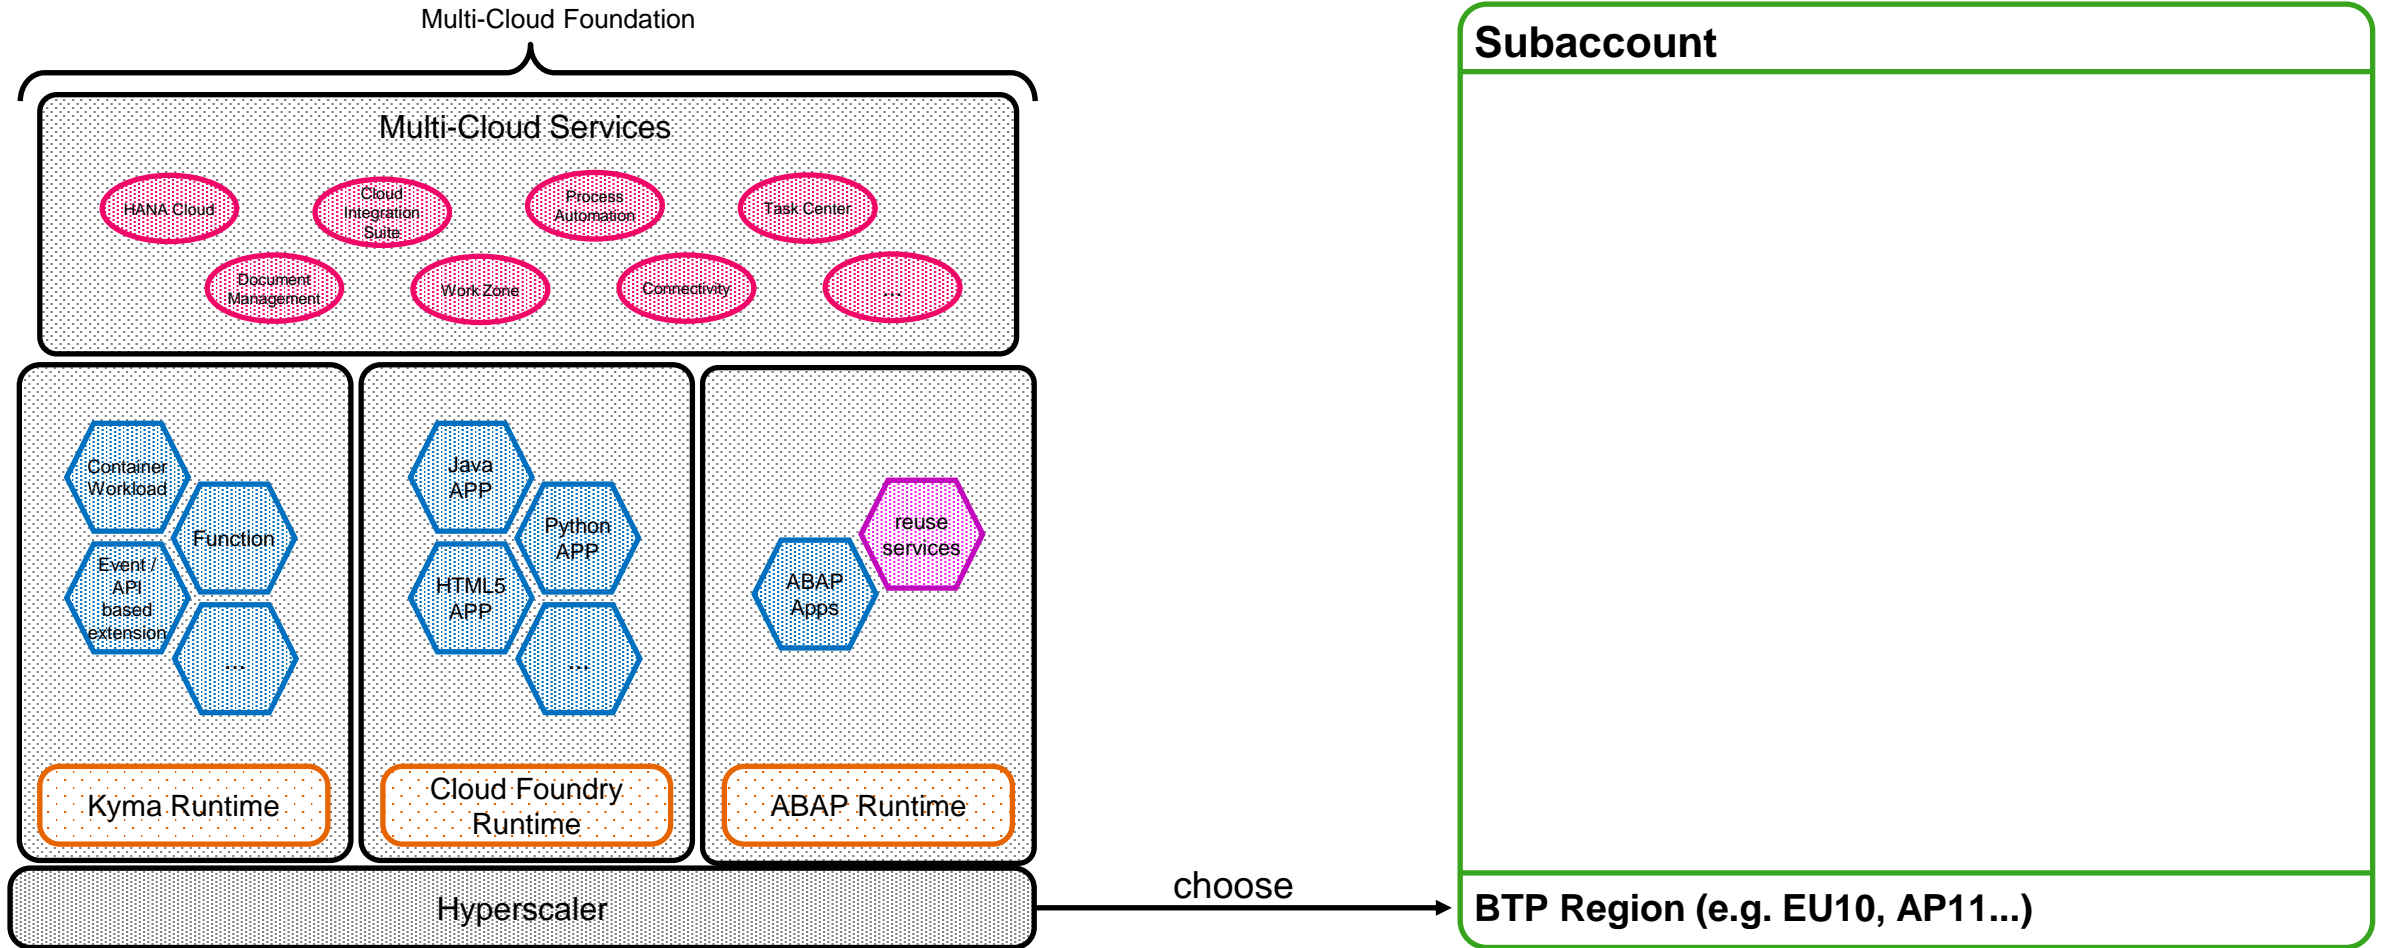 Multi-Cloud Foundation
Multi-Cloud Services
HANA Cloud
Cloud
Integration
Suite
Process
Automation
Task Center
Document
Management
Work Zone
Connectivity
...
Container
Workload
Function
Event /
API
based
extension
...
Java
APP
Python
APP
HTML5
APP
...
reuse
services
ABAP
Apps
Kyma Runtime
Cloud Foundry
Runtime
ABAP Runtime
Hyperscaler
choose
Subaccount
BTP Region (e.g. EU10, AP11...)